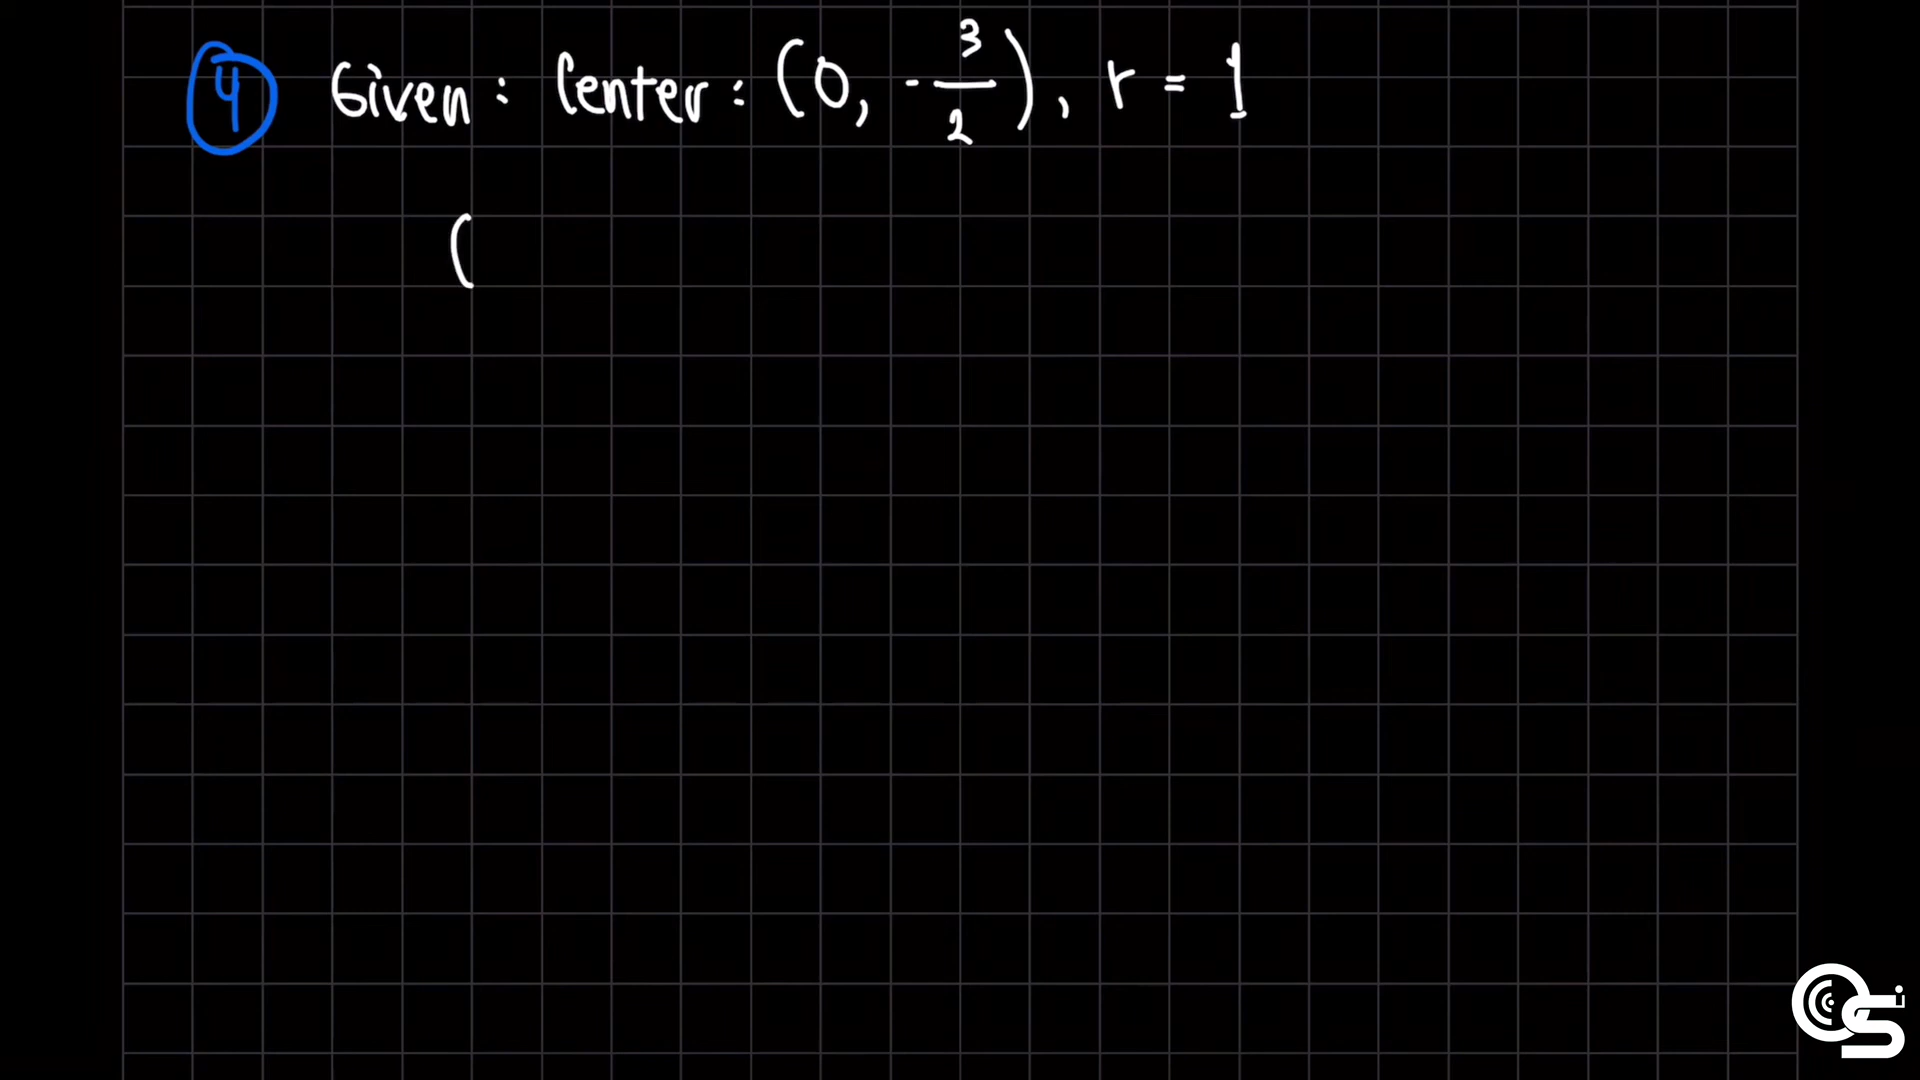 4 Given : Center : (0, -3/2), r = 1
(